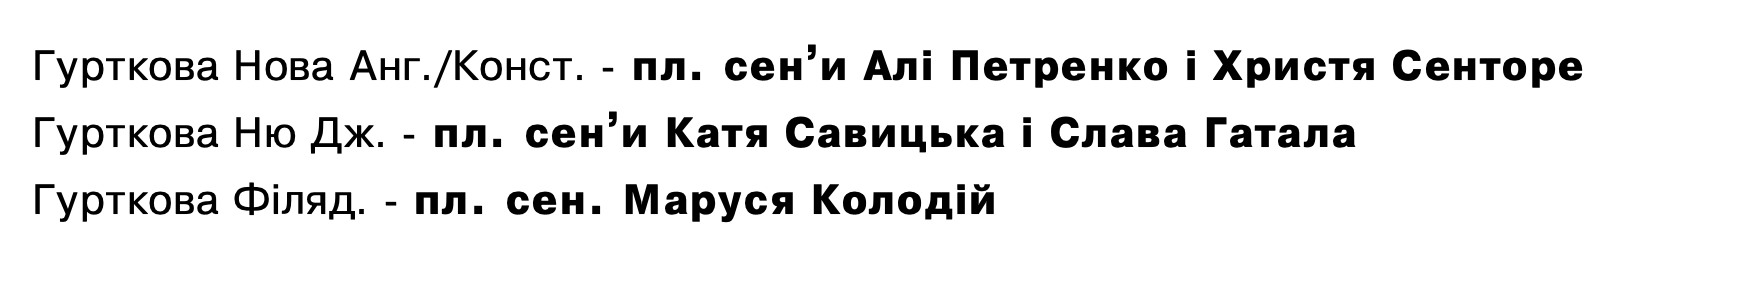 Гурткова Нова Анг./Конст. - пл. сен’и Алі Петренко і Христя Сенторе
Гурткова Ню Дж. - пл. сен’и Катя Савицька і Слава Гатала
Гурткова Філяд. - пл. сен. Маруся Колодій